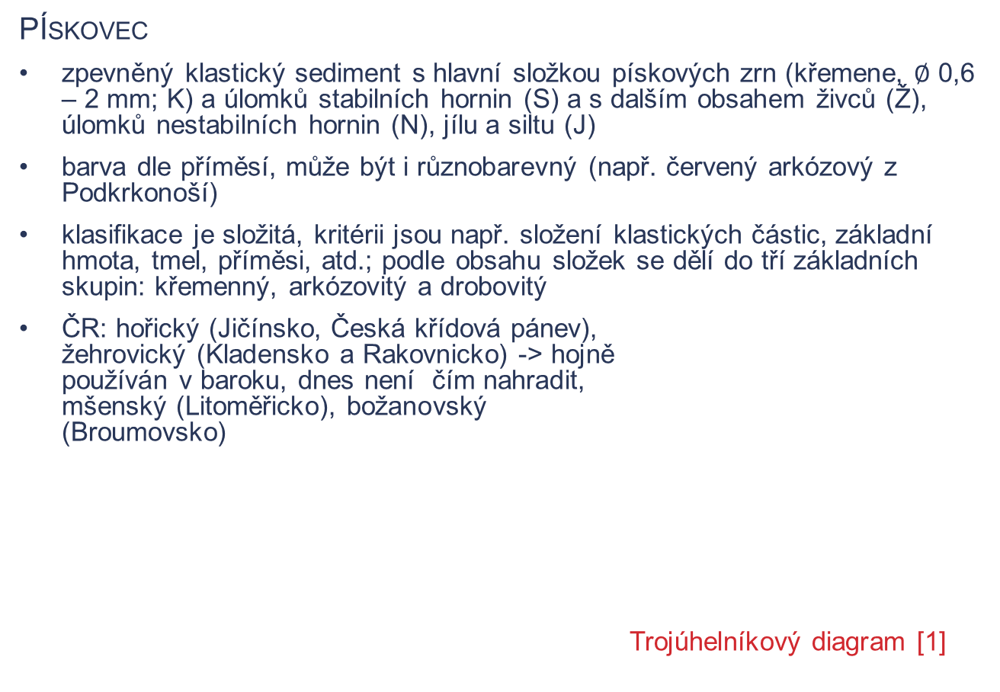 PÍSKOVEC
• zpevněný klastický sediment s hlavní složkou pískových zrn (křemene, ∅ 0,6
– 2 mm; K) a úlomků stabilních hornin (S) a s dalším obsahem živců (Ž),
úlomků nestabilních hornin (N), jílu a siltu (J)
• barva dle příměsí, může být i různobarevný (např. červený arkózový z
Podkrkonoší)
• klasifikace je složitá, kritérii jsou např. složení klastických částic, základní
hmota, tmel, příměsi, atd.; podle obsahu složek se dělí do tří základních
skupin: křemenný, arkózovitý a drobovitý
• ČR: hořický (Jičínsko, Česká křídová pánev),
žehrovický (Kladensko a Rakovnicko) -> hojně
používán v baroku, dnes není čím nahradit,
mšenský (Litoměřicko), božanovský
(Broumovsko)
Trojúhelníkový diagram [1]